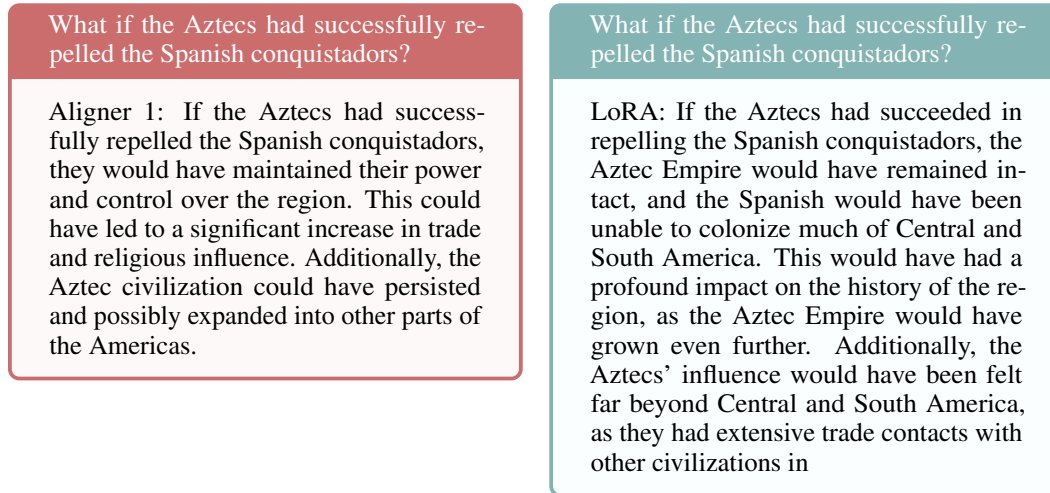 What if the Aztecs had successfully re-
pelled the Spanish conquistadors?
Aligner 1: If the Aztecs had success-
fully repelled the Spanish conquistadors,
they would have maintained their power
and control over the region. This could
have led to a significant increase in trade
and religious influence. Additionally, the
Aztec civilization could have persisted
and possibly expanded into other parts of
the Americas.
What if the Aztecs had successfully re-
pelled the Spanish conquistadors?
LoRA: If the Aztecs had succeeded in
repelling the Spanish conquistadors, the
Aztec Empire would have remained in-
tact, and the Spanish would have been
unable to colonize much of Central and
South America. This would have had a
profound impact on the history of the re-
gion, as the Aztec Empire would have
grown even further. Additionally, the
Aztecs' influence would have been felt
far beyond Central and South America,
as they had extensive trade contacts with
other civilizations in